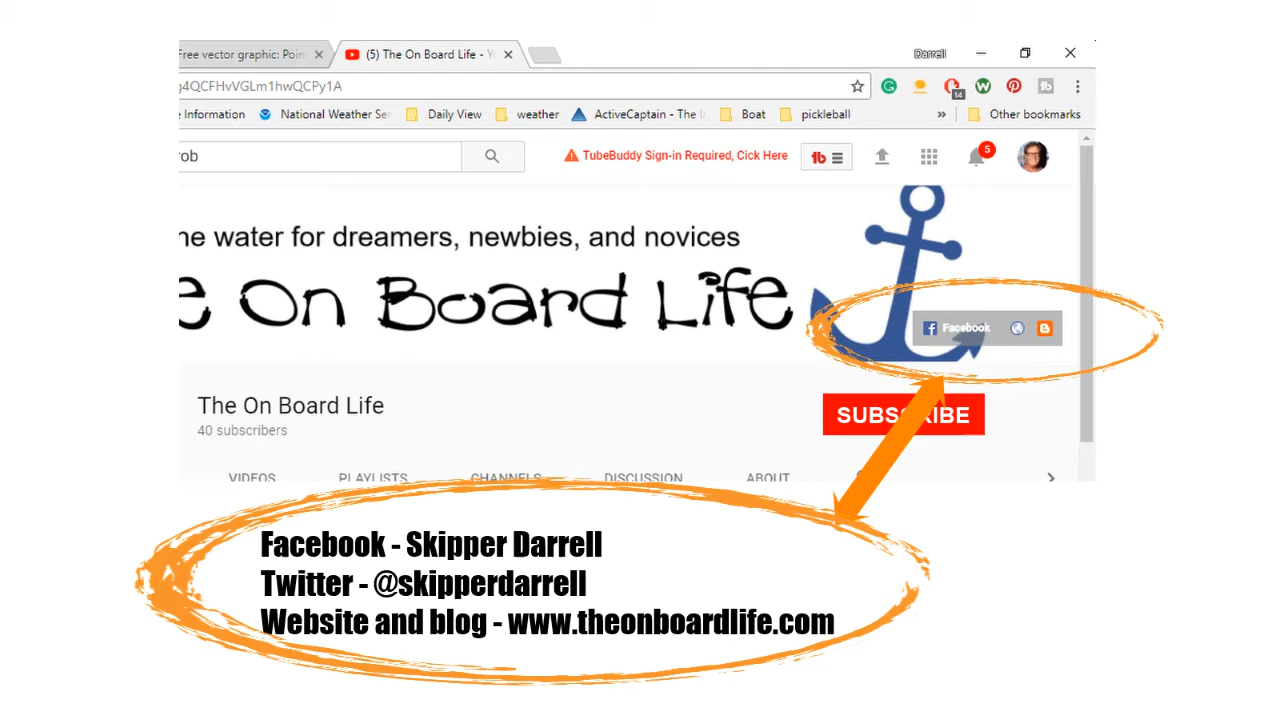 Free vector graphic: Poin
(5) The On Board Life - Y
Darrell
g4QCFHvVGLm1hwQCPy1A
14
e Information
National Weather Ser
Daily View
weather
ActiveCaptain - The I
Boat
pickleball
»
Other bookmarks
rob
TubeBuddy Sign-in Required, Cick Here
5
he water for dreamers, newbies, and novices
e On Board Life
Facebook
The On Board Life
40 subscribers
SUBSCRIBE
VIDEOS
PLAYLISTS
CHANNELS
DISCUSSION
ABOUT
Facebook - Skipper Darrell
Twitter - @skipperdarrell
Website and blog - www.theonboardlife.com